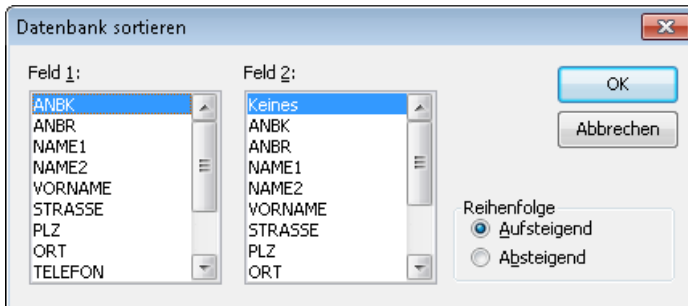 Datenbank sortieren
Feld 1:
ANBK
ANBR
NAME1
NAME2
VORNAME
STRASSE
PLZ
ORT
TELEFON
Feld 2:
Keines
ANBK
ANBR
NAME1
NAME2
VORNAME
STRASSE
PLZ
ORT
OK
Abbrechen
Reihenfolge
Aufsteigend
Absteigend